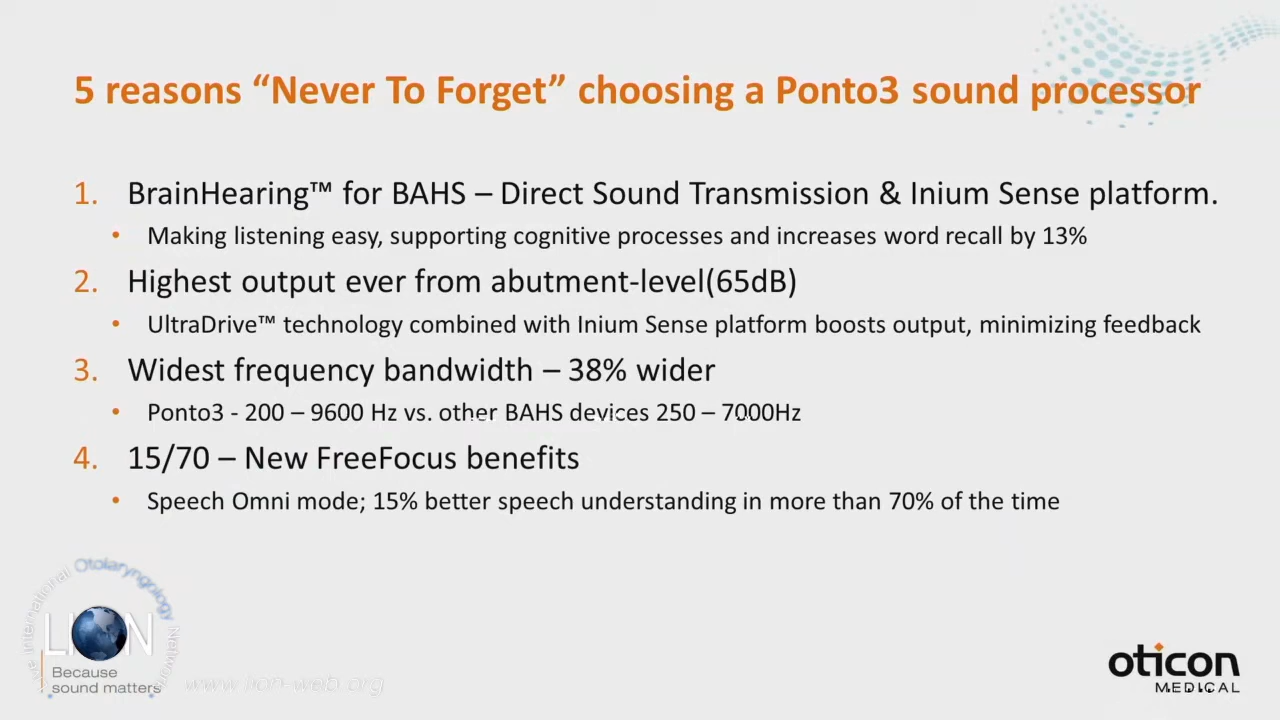 5 reasons “Never To Forget” choosing a Ponto3 sound processor
1. BrainHearing™ for BAHS – Direct Sound Transmission & Inium Sense platform.
• Making listening easy, supporting cognitive processes and increases word recall by 13%
2. Highest output ever from abutment-level(65dB)
• UltraDrive™ technology combined with Inium Sense platform boosts output, minimizing feedback
3. Widest frequency bandwidth – 38% wider
• Ponto3 - 200 – 9600 Hz vs. other BAHS devices 250 – 7000Hz
4. 15/70 – New FreeFocus benefits
• Speech Omni mode; 15% better speech understanding in more than 70% of the time
International Otolaryngology Network
LION
Because
sound matters
www.lion-web.org
oticon
MEDICAL